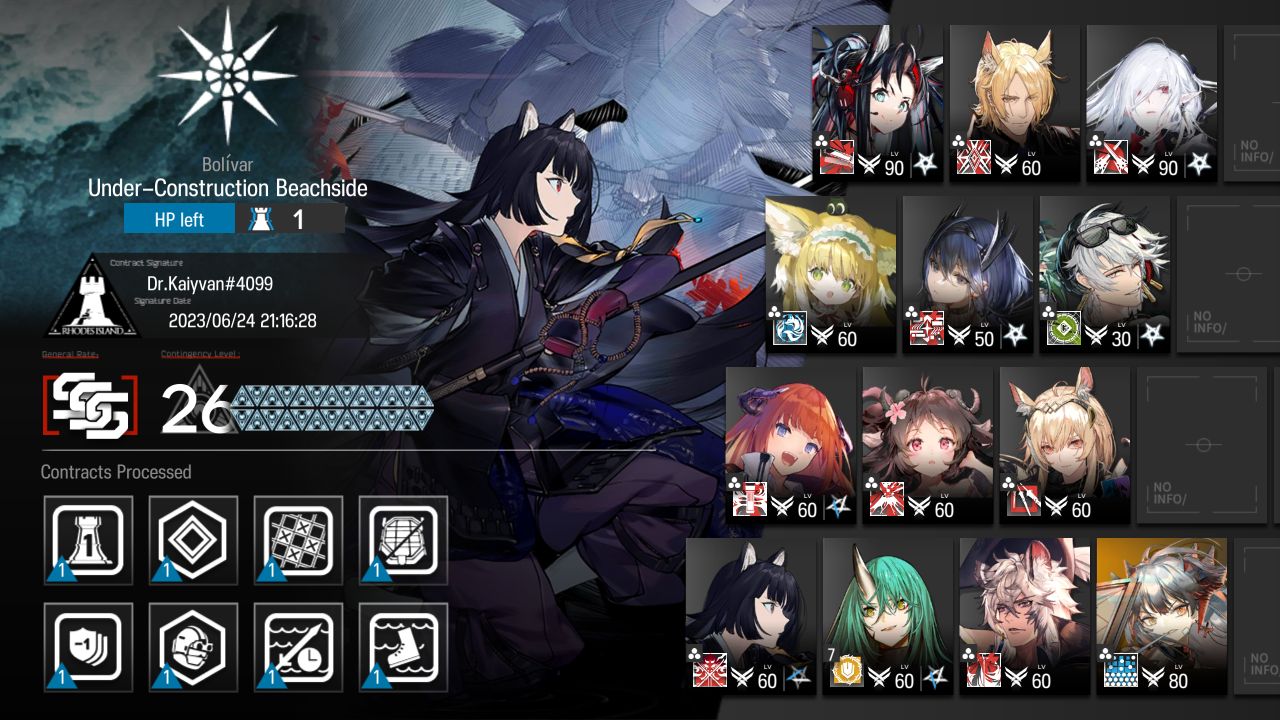 Bolívar
Under-Construction Beachside
HP left 1
Contract Signature
Dr.Kaiyvan#4099
Signature Date
2023/06/24 21:16:28
RHODES ISLAND
General Rate:
Contingency Level :
26
Contracts Processed
1 1 1 1
-1
1 1 1 1
LV 90
LV 60
LV 90
NO INFO/
LV 60
LV 50
LV 30
NO INFO/
LV 60
LV 60
LV 60
NO INFO/
LV 60
7
LV 60
LV 60
LV 80
NO INFO